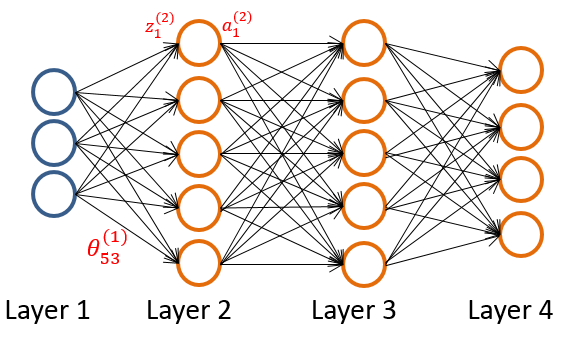 z₁⁽²⁾ a₁⁽²⁾
θ₅₃⁽¹⁾
Layer 1 Layer 2 Layer 3 Layer 4